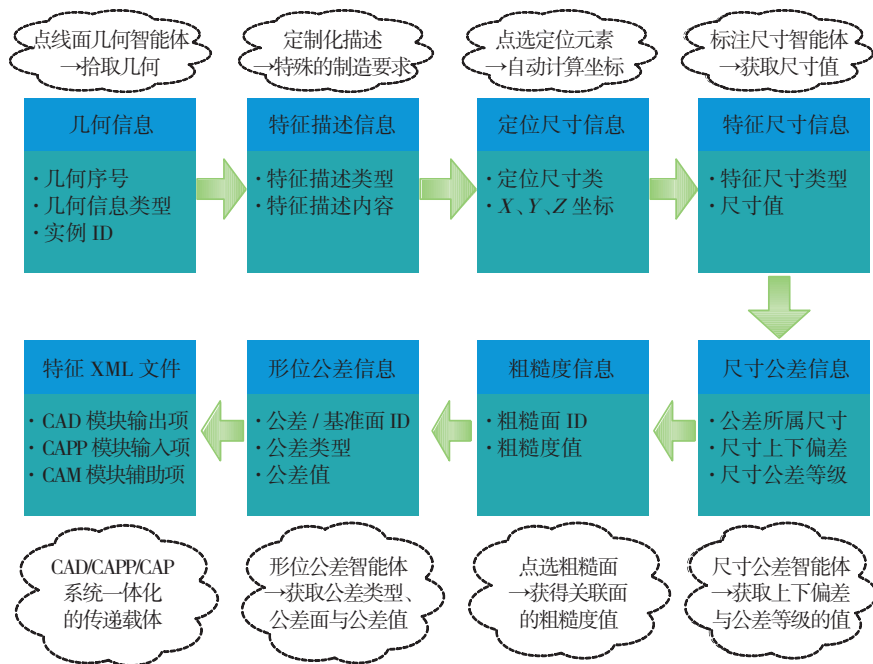 点线面几何智能体
→拾取几何
定制化描述
→特殊的制造要求
点选定位元素
→自动计算坐标
标注尺寸智能体
→获取尺寸值
几何信息
·几何序号
·几何信息类型
·实例 ID
特征描述信息
·特征描述类型
·特征描述内容
定位尺寸信息
·定位尺寸类
·X、Y、Z 坐标
特征尺寸信息
·特征尺寸类型
·尺寸值
尺寸公差信息
·公差所属尺寸
·尺寸上下偏差
·尺寸公差等级
粗糙度信息
·粗糙面 ID
·粗糙度值
形位公差信息
·公差 / 基准面 ID
·公差类型
·公差值
特征 XML 文件
·CAD 模块输出项
·CAPP 模块输入项
·CAM 模块辅助项
CAD/CAPP/CAP
系统一体化
的传递载体
形位公差智能体
→获取公差类型、
公差面与公差值
点选粗糙面
→获得关联面
的粗糙度值
尺寸公差智能体
→获取上下偏差
与公差等级的值